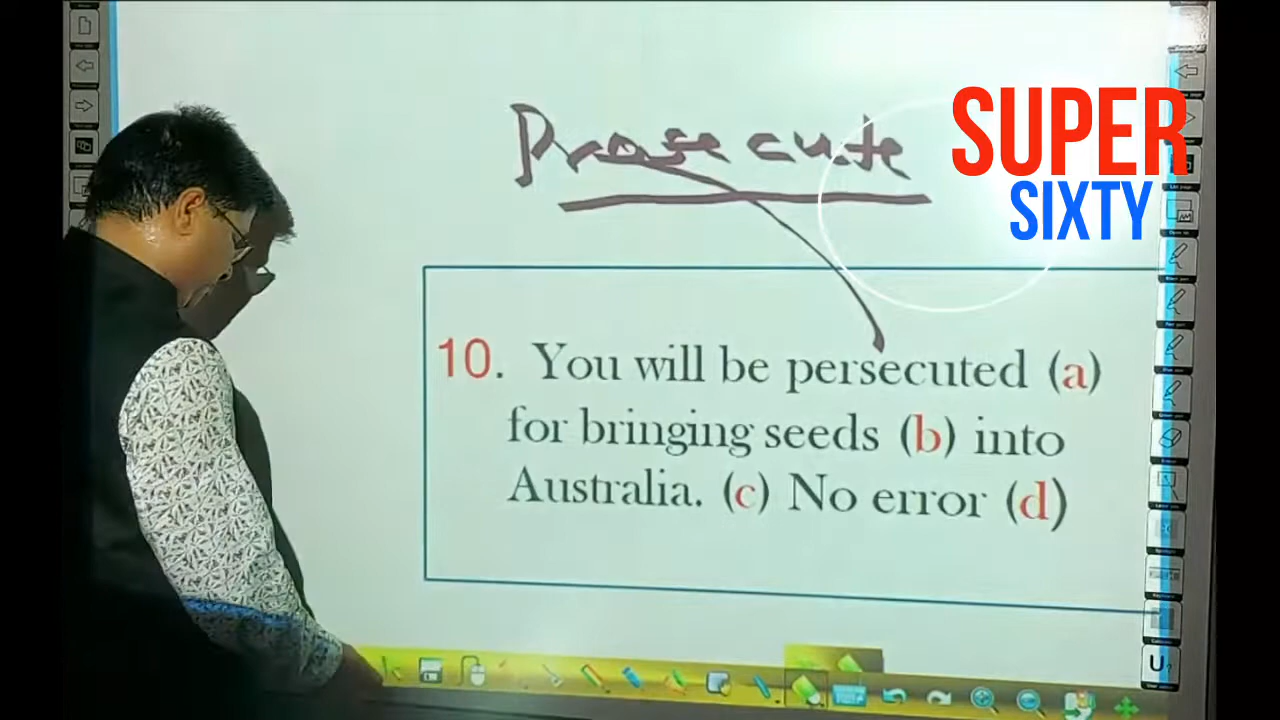 SUPER
SIXTY
Prosecute
10. You will be persecuted (a)
for bringing seeds (b) into
Australia. (c) No error (d)